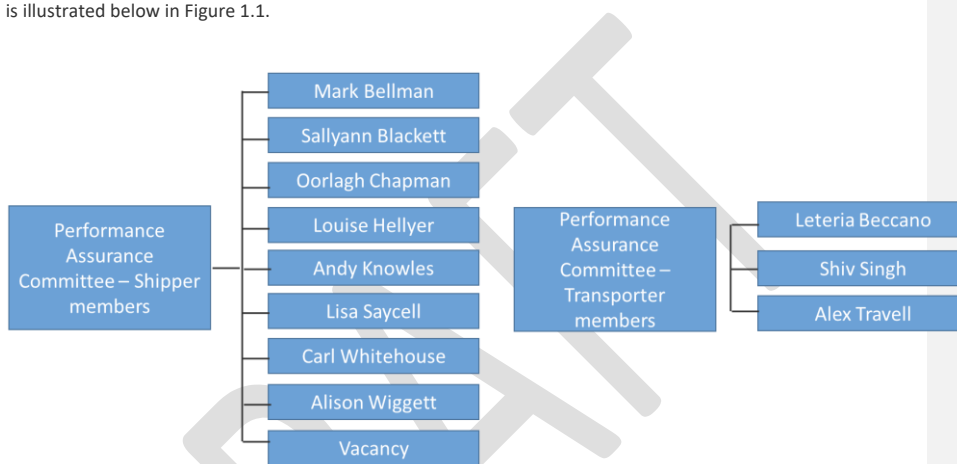 is illustrated below in Figure 1.1.
Mark Bellman
Sallyann Blackett
Oorlagh Chapman
Louise Hellyer
Andy Knowles
Lisa Saycell
Carl Whitehouse
Alison Wiggett
Vacancy
Performance
Assurance
Committee – Shipper
members
Performance
Assurance
Committee –
Transporter
members
Leteria Beccano
Shiv Singh
Alex Travell
DRAFT